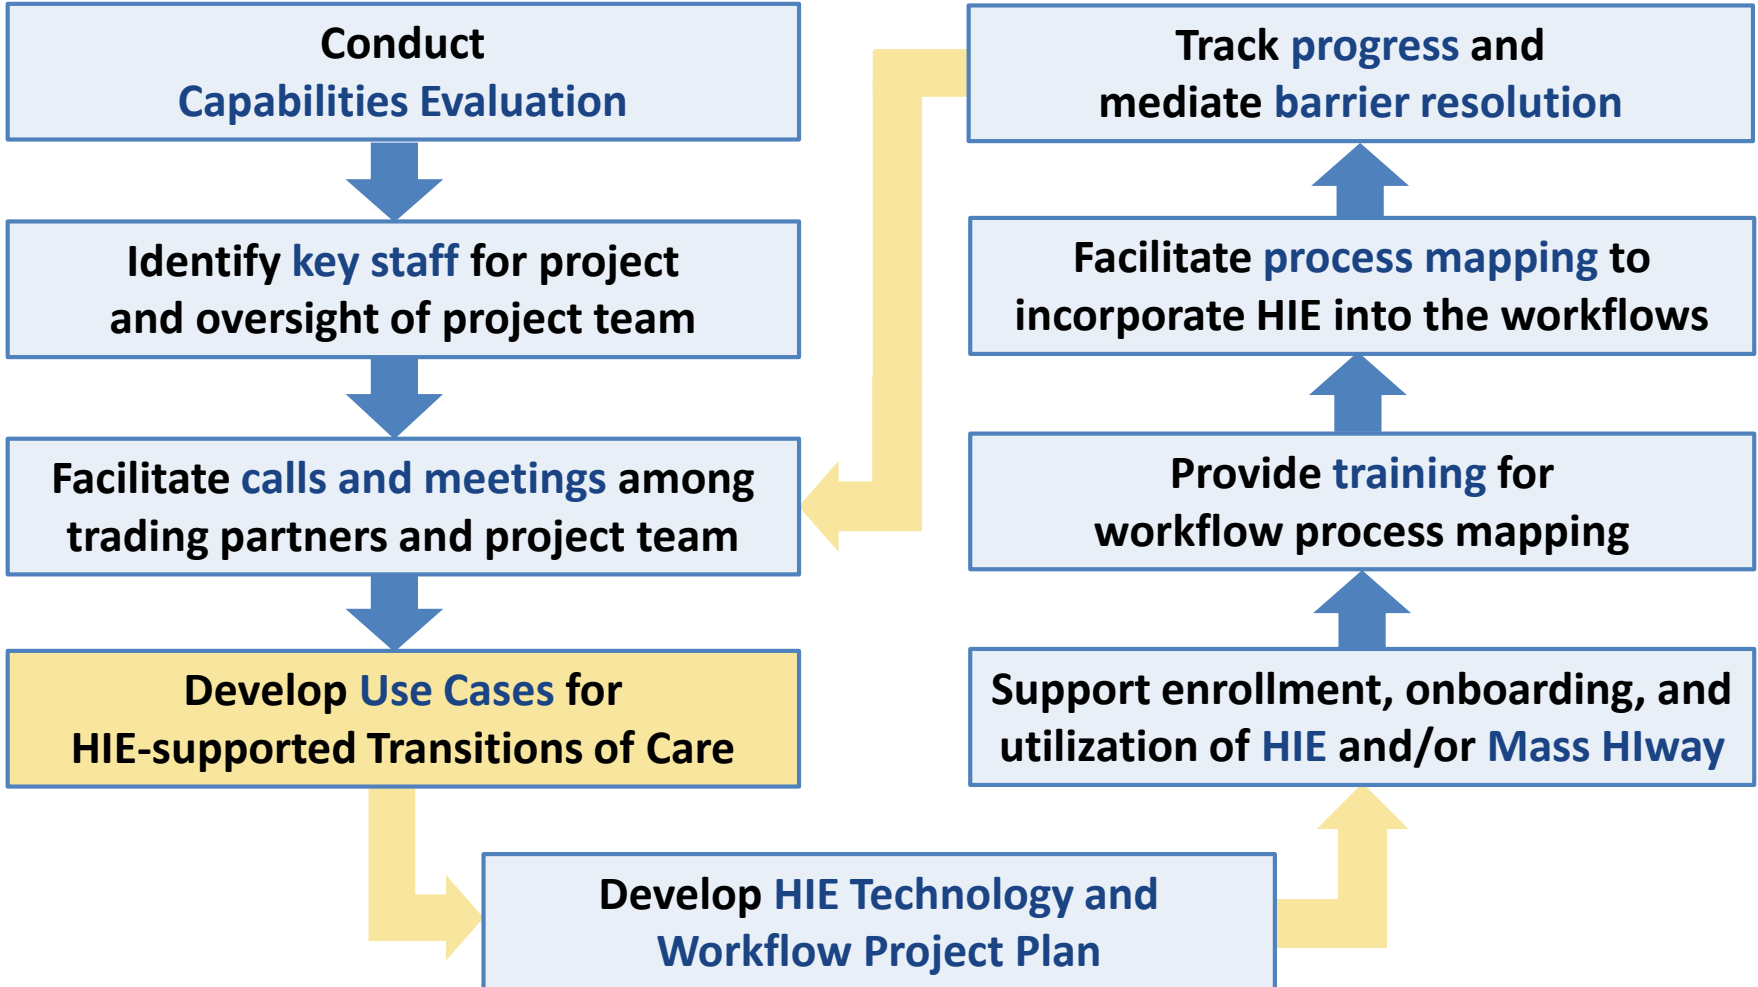 Conduct
Capabilities Evaluation
Identify key staff for project
and oversight of project team
Facilitate calls and meetings among
trading partners and project team
Develop Use Cases for
HIE-supported Transitions of Care
Develop HIE Technology and
Workflow Project Plan
Support enrollment, onboarding, and
utilization of HIE and/or Mass HIway
Provide training for
workflow process mapping
Facilitate process mapping to
incorporate HIE into the workflows
Track progress and
mediate barrier resolution